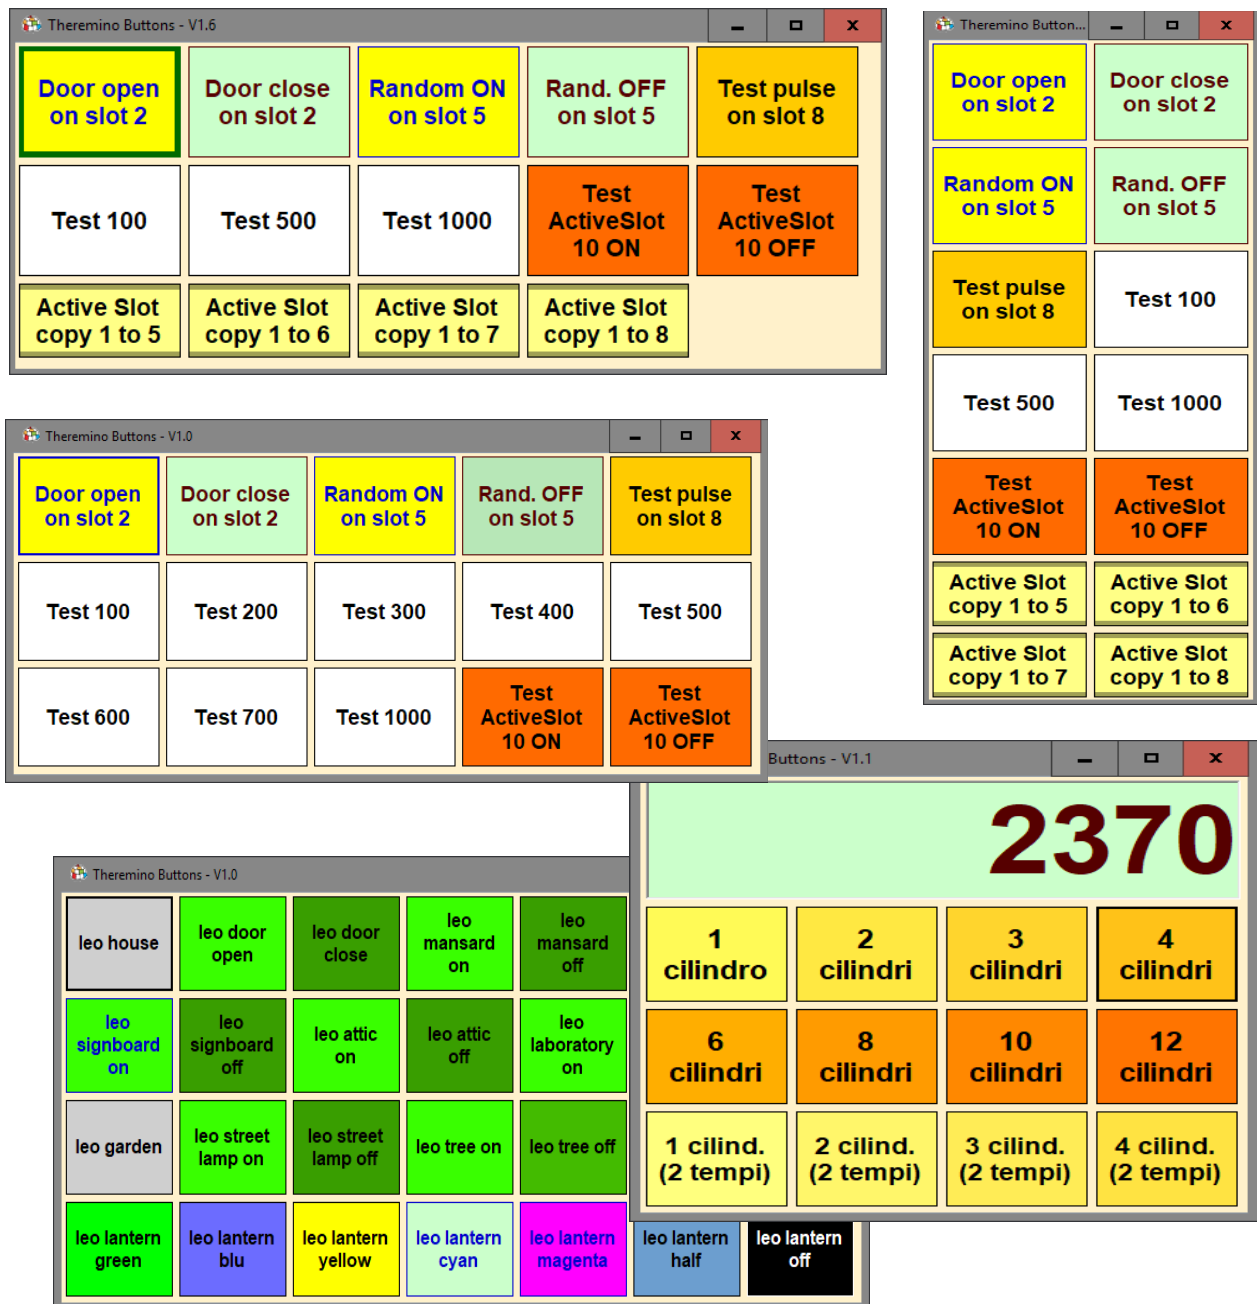 Theremino Buttons - V1.6
Door open
on slot 2
Door close
on slot 2
Random ON
on slot 5
Rand. OFF
on slot 5
Test pulse
on slot 8
Test 100
Test 500
Test 1000
Test
ActiveSlot
10 ON
Test
ActiveSlot
10 OFF
Active Slot
copy 1 to 5
Active Slot
copy 1 to 6
Active Slot
copy 1 to 7
Active Slot
copy 1 to 8
Theremino Button...
Door open
on slot 2
Door close
on slot 2
Random ON
on slot 5
Rand. OFF
on slot 5
Test pulse
on slot 8
Test 100
Test 500
Test 1000
Test
ActiveSlot
10 ON
Test
ActiveSlot
10 OFF
Active Slot
copy 1 to 5
Active Slot
copy 1 to 6
Active Slot
copy 1 to 7
Active Slot
copy 1 to 8
Theremino Buttons - V1.0
Door open
on slot 2
Door close
on slot 2
Random ON
on slot 5
Rand. OFF
on slot 5
Test pulse
on slot 8
Test 100
Test 200
Test 300
Test 400
Test 500
Test 600
Test 700
Test 1000
Test
ActiveSlot
10 ON
Test
ActiveSlot
10 OFF
Buttons - V1.1
2370
1
cilindro
2
cilindri
3
cilindri
4
cilindri
6
cilindri
8
cilindri
10
cilindri
12
cilindri
1 cilind.
(2 tempi)
2 cilind.
(2 tempi)
3 cilind.
(2 tempi)
4 cilind.
(2 tempi)
Theremino Buttons - V1.0
leo house
leo door
open
leo door
close
leo
mansard
on
leo
mansard
off
leo
signboard
on
leo
signboard
off
leo attic
on
leo attic
off
leo
laboratory
on
leo garden
leo street
lamp on
leo street
lamp off
leo tree on
leo tree off
leo lantern
green
leo lantern
blu
leo lantern
yellow
leo lantern
cyan
leo lantern
magenta
leo lantern
half
leo lantern
off